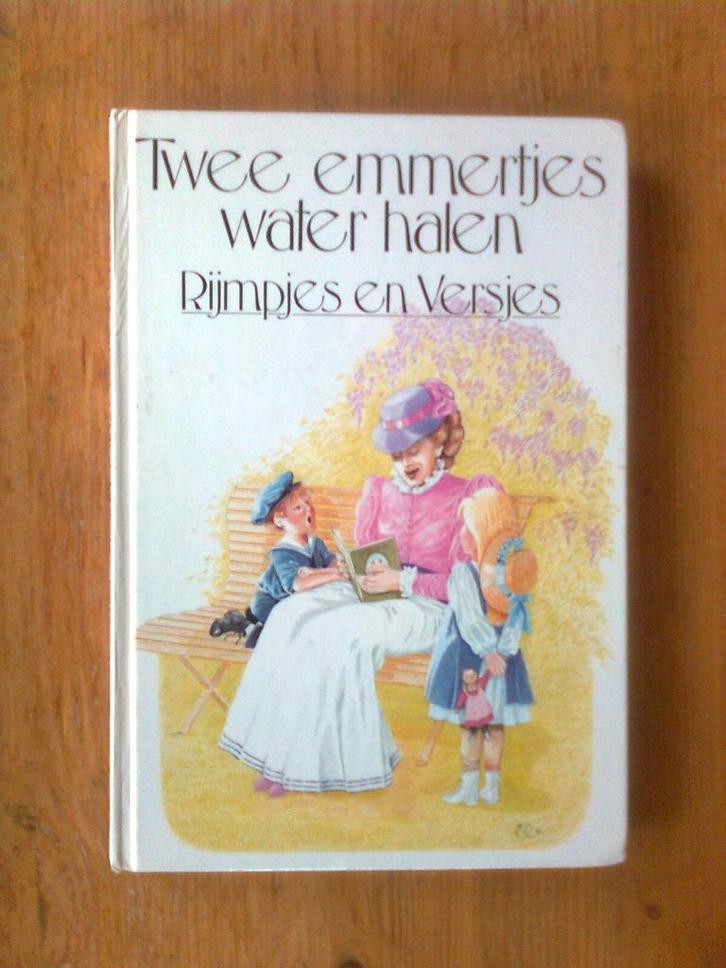 Twee emmertjes
water halen
Rijmpjes en Versjes